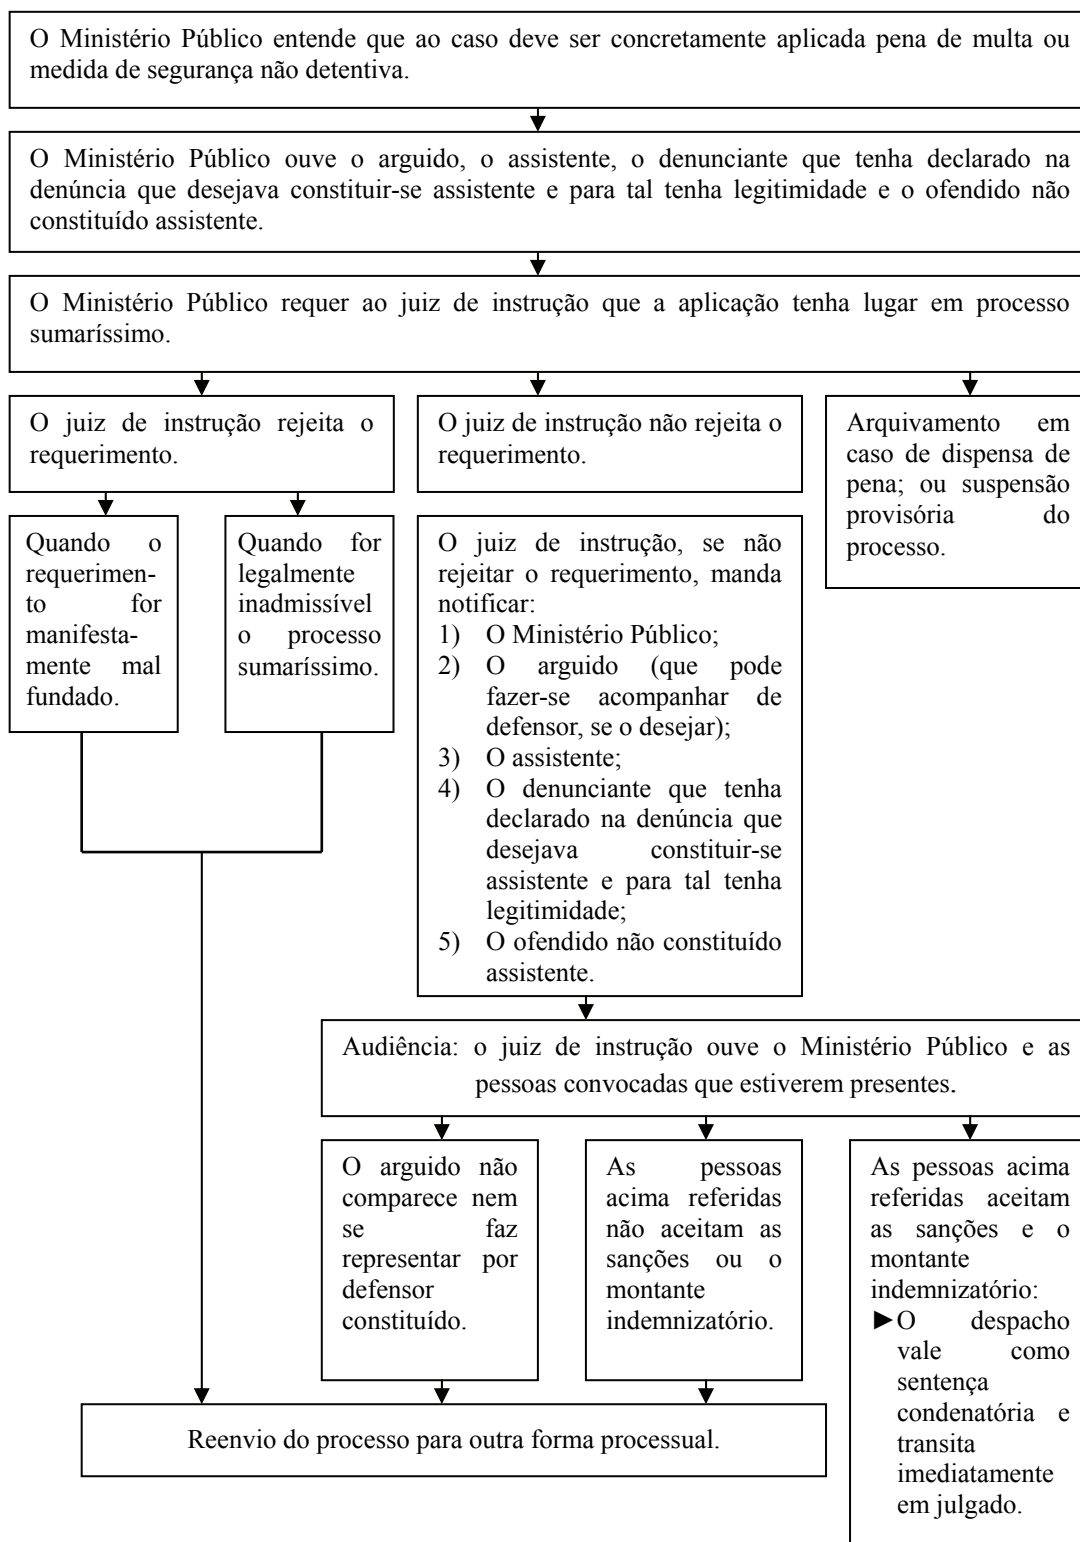 O Ministério Público entende que ao caso deve ser concretamente aplicada pena de multa ou
medida de segurança não detentiva.
O Ministério Público ouve o arguido, o assistente, o denunciante que tenha declarado na
denúncia que desejava constituir-se assistente e para tal tenha legitimidade e o ofendido não
constituído assistente.
O Ministério Público requer ao juiz de instrução que a aplicação tenha lugar em processo
sumaríssimo.
O juiz de instrução rejeita o
requerimento.
O juiz de instrução não rejeita o
requerimento.
Arquivamento em
caso de dispensa de
pena; ou suspensão
provisória do
processo.
Quando o
requerimen-
to for
manifesta-
mente mal
fundado.
Quando for
legalmente
inadmissível
o processo
sumaríssimo.
O juiz de instrução, se não
rejeitar o requerimento, manda
notificar:
1) O Ministério Público;
2) O arguido (que pode
fazer-se acompanhar de
defensor, se o desejar);
3) O assistente;
4) O denunciante que tenha
declarado na denúncia que
desejava constituir-se
assistente e para tal tenha
legitimidade;
5) O ofendido não constituído
assistente.
Audiência: o juiz de instrução ouve o Ministério Público e as
pessoas convocadas que estiverem presentes.
O arguido não
comparece nem
se faz
representar por
defensor
constituído.
As pessoas
acima referidas
não aceitam as
sanções ou o
montante
indemnizatório.
As pessoas acima
referidas aceitam
as sanções e o
montante
indemnizatório:
►O despacho
vale como
sentença
condenatória e
transita
imediatamente
em julgado.
Reenvio do processo para outra forma processual.